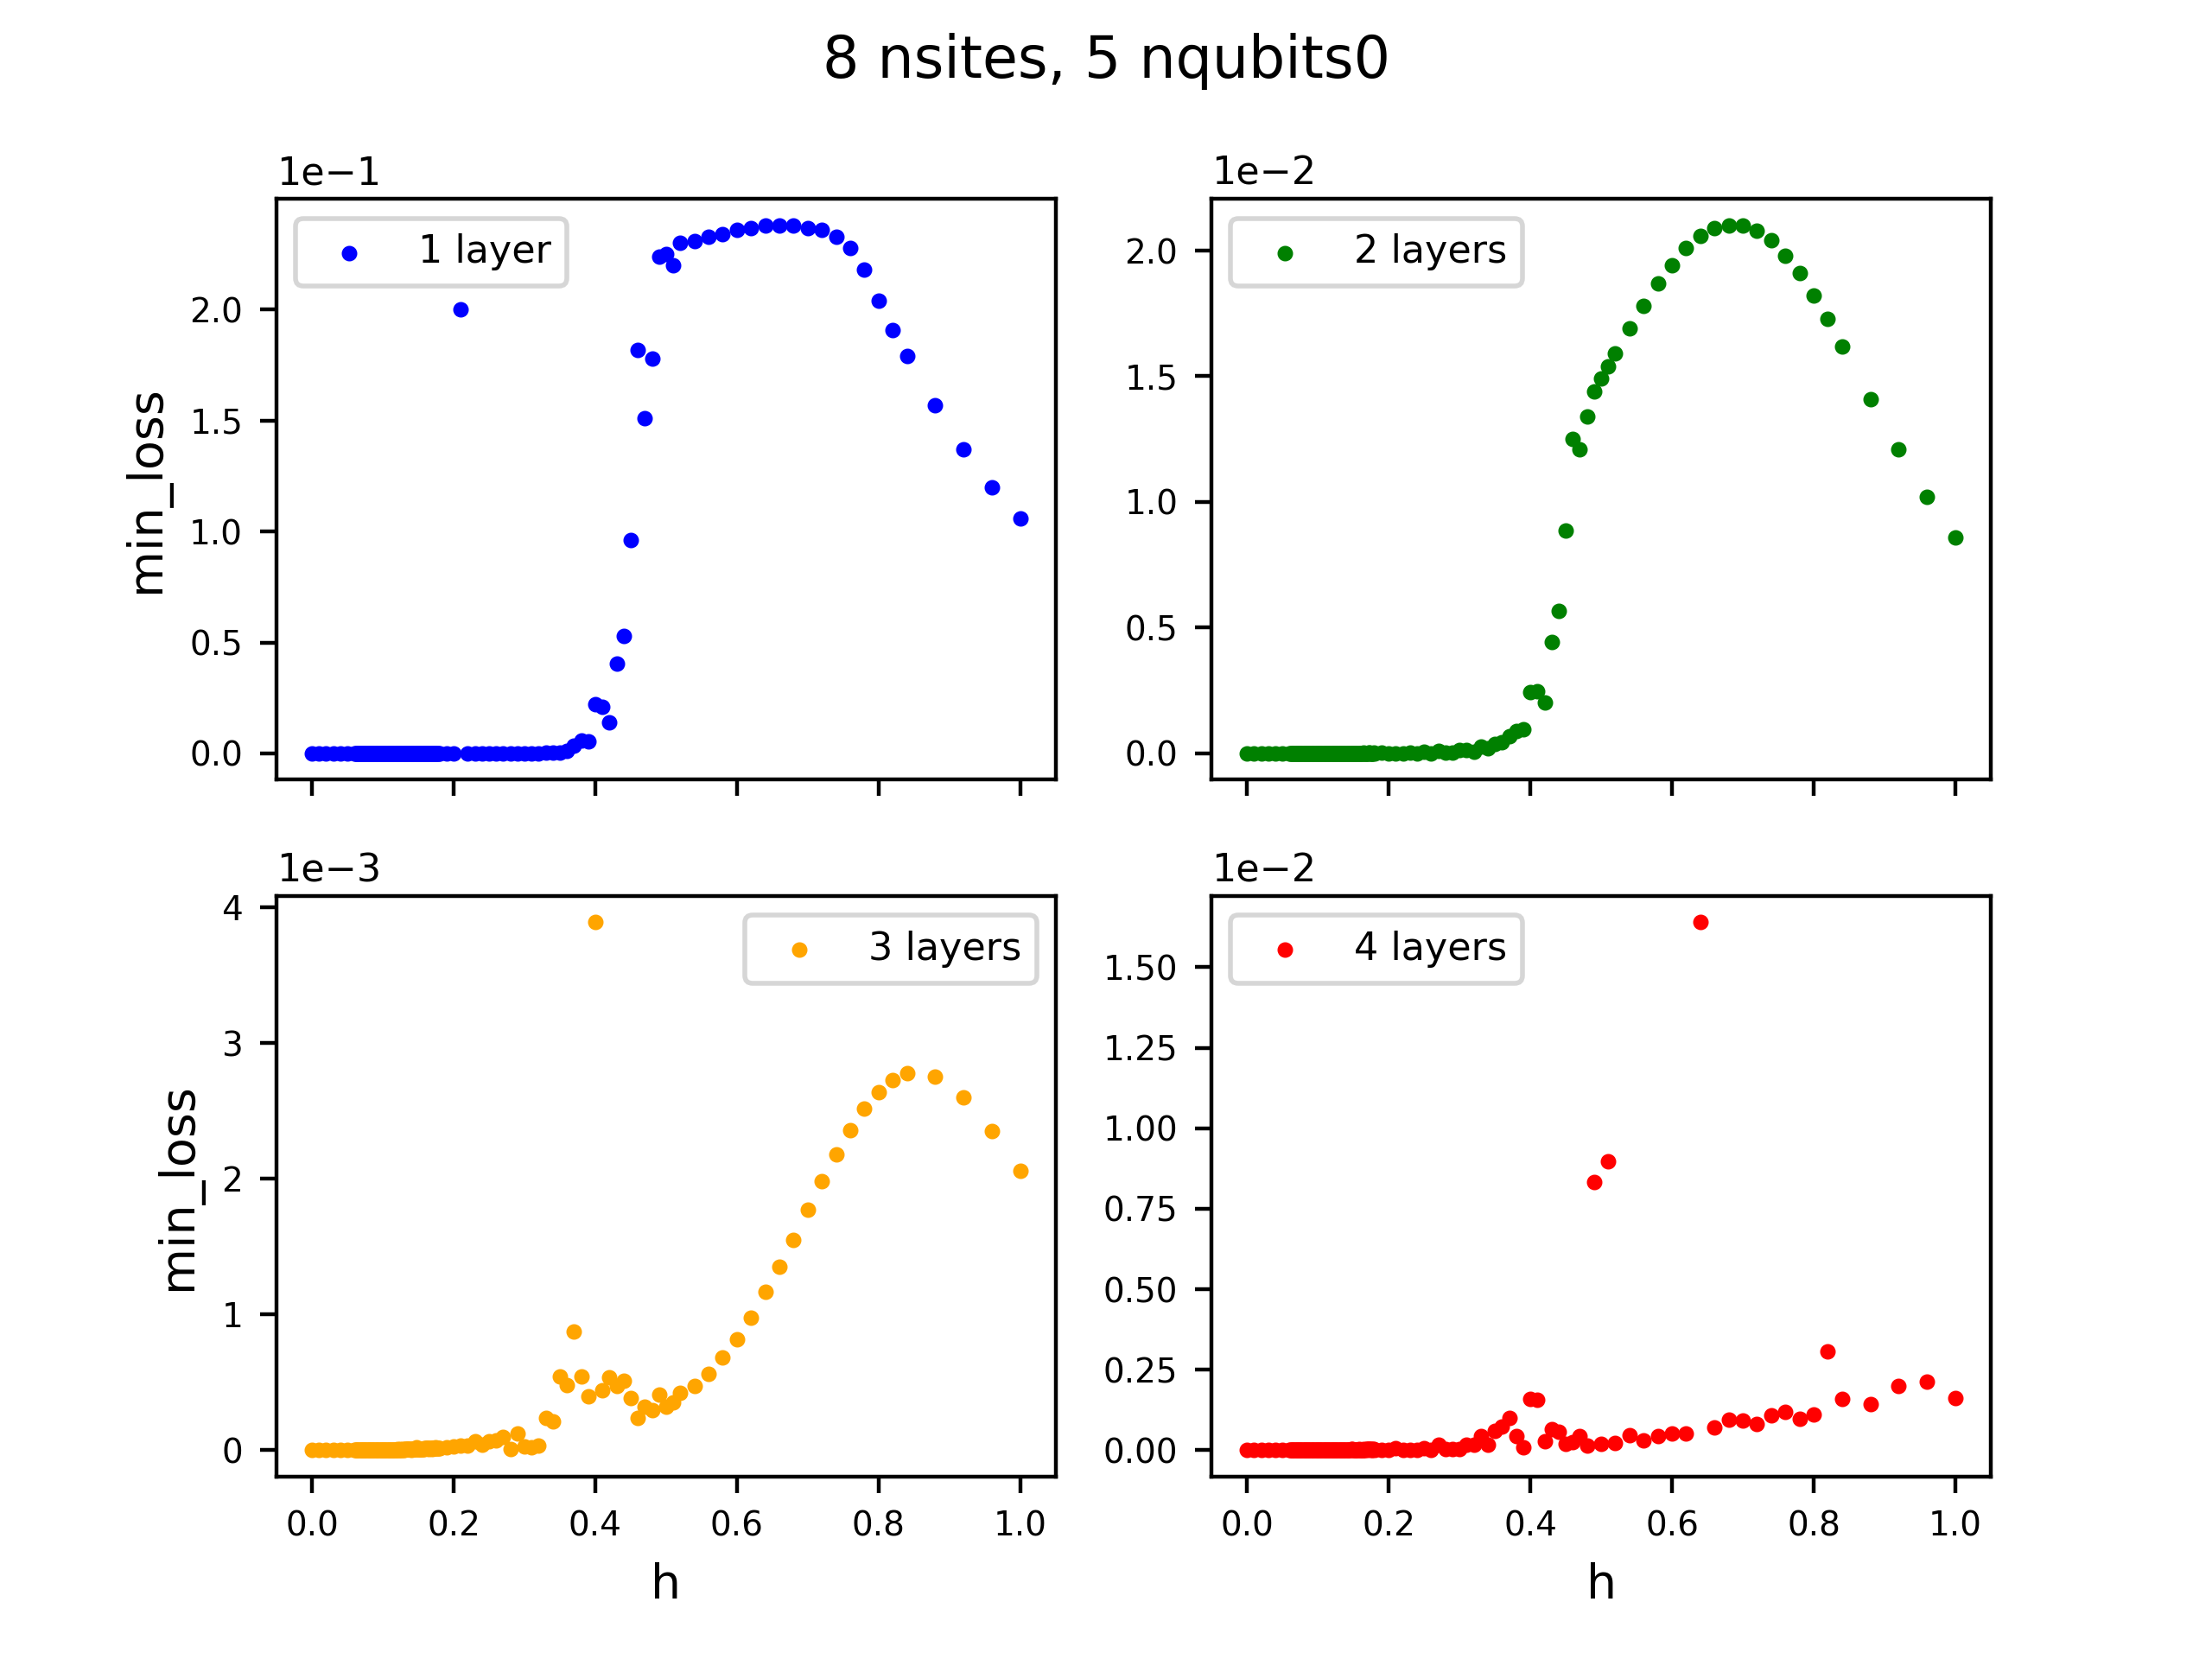 8 nsites, 5 nqubits0
1e−1
1 layer
2.0
1.5
1.0
0.5
0.0
min_loss
1e−2
2 layers
2.0
1.5
1.0
0.5
0.0
1e−3
3 layers
4
3
2
1
0
min_loss
0.0 0.2 0.4 0.6 0.8 1.0
h
1e−2
4 layers
1.50
1.25
1.00
0.75
0.50
0.25
0.00
0.0 0.2 0.4 0.6 0.8 1.0
h